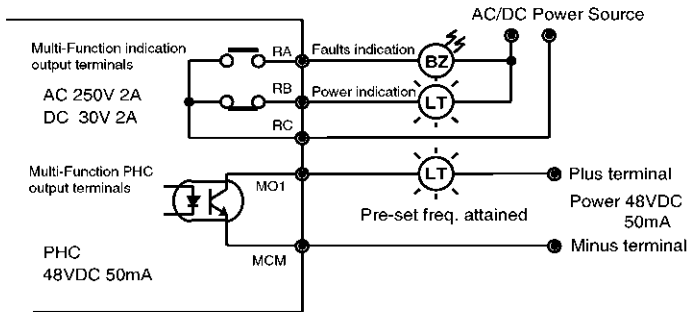 AC/DC Power Source
Multi-Function indication
output terminals
RA
Faults indication
BZ
AC 250V 2A
DC 30V 2A
RB
Power indication
LT
RC
Multi-Function PHC
output terminals
MO1
LT
Plus terminal
Pre-set freq. attained
Power 48VDC
50mA
PHC
48VDC 50mA
MCM
Minus terminal